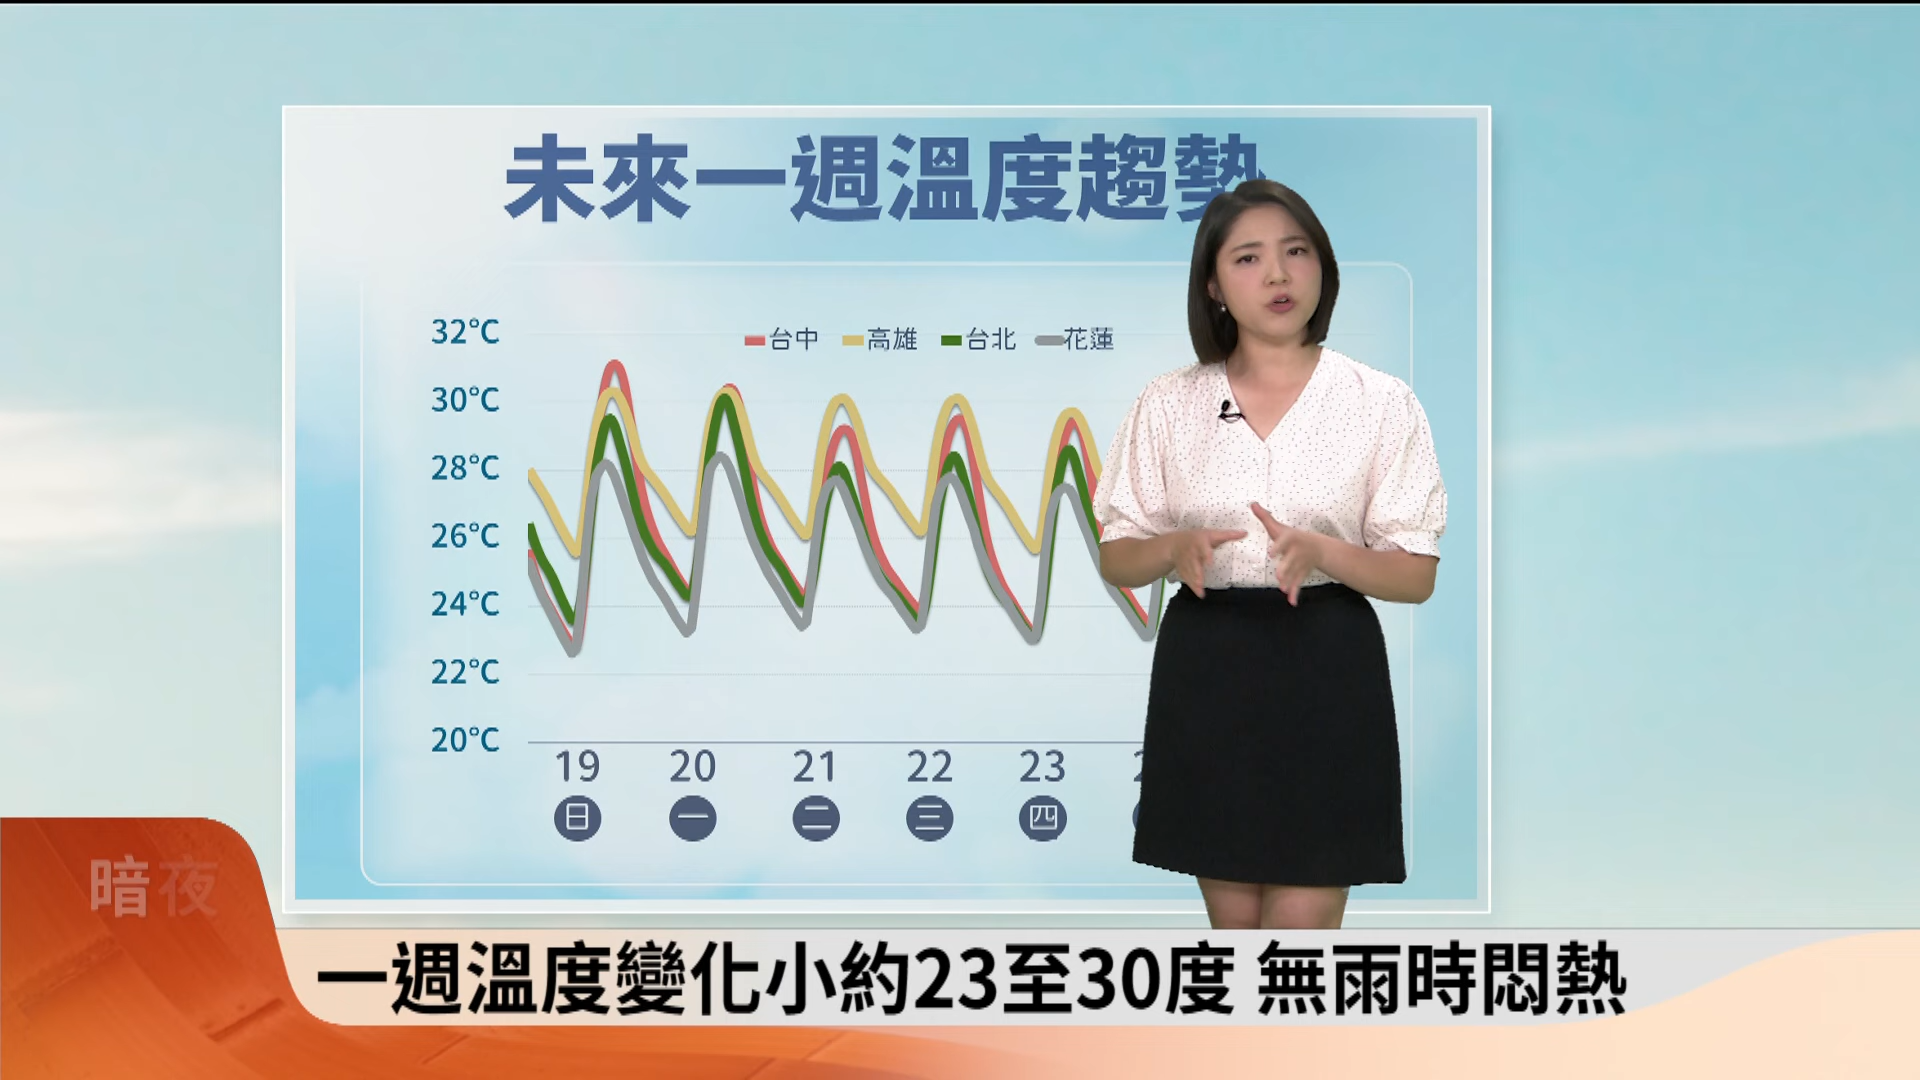 未來一週溫度趨勢
台中 高雄 台北 花蓮
32°C
30°C
28°C
26°C
24°C
22°C
20°C
19 20 21 22 23
日 一 二 三 四
暗夜
一週溫度變化小約23至30度 無雨時悶熱